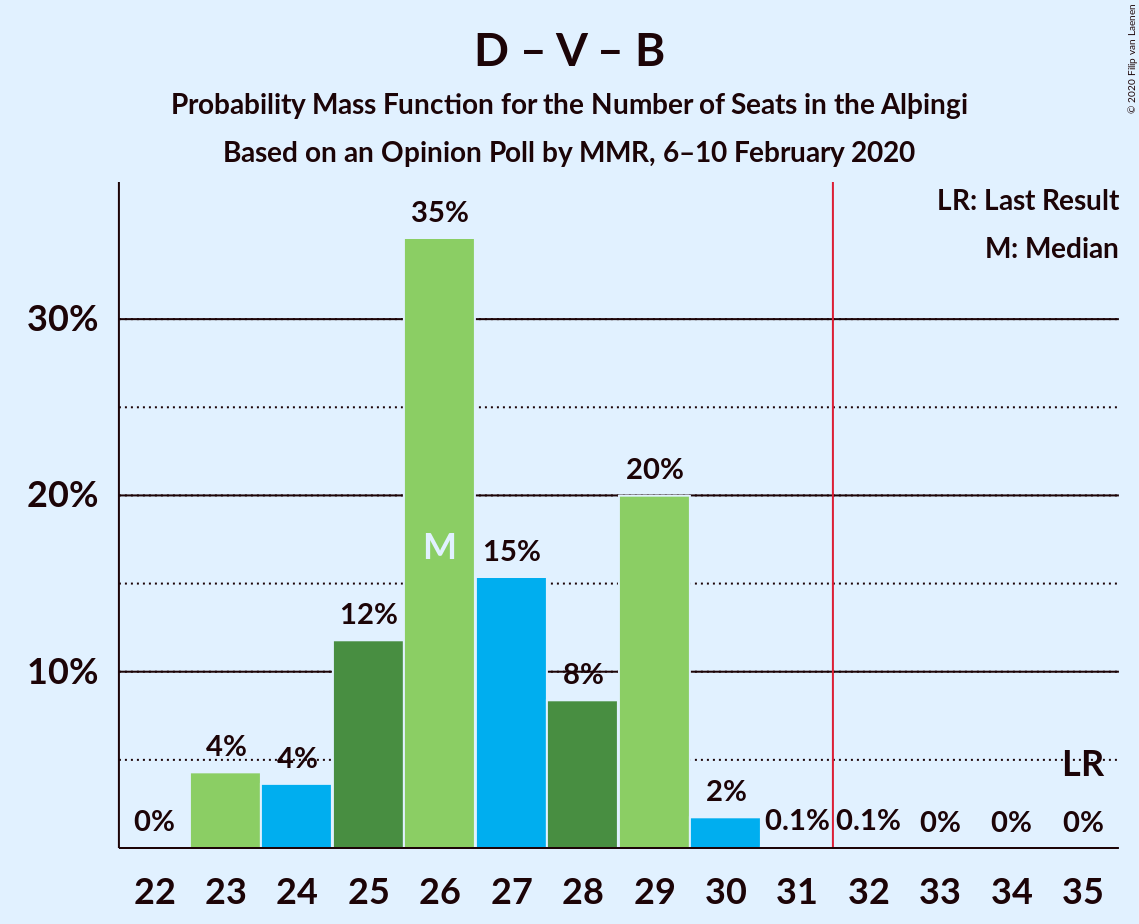 D – V – B
Probability Mass Function for the Number of Seats in the Alþingi
Based on an Opinion Poll by MMR, 6–10 February 2020
© 2020 Filip van Laenen
LR: Last Result
M: Median
35%
30%
20%
20%
M
15%
12%
10%
8%
4%
4%
LR
2%
0%
0.1%
0.1%
0%
0%
0%
22 23 24 25 26 27 28 29 30 31 32 33 34 35